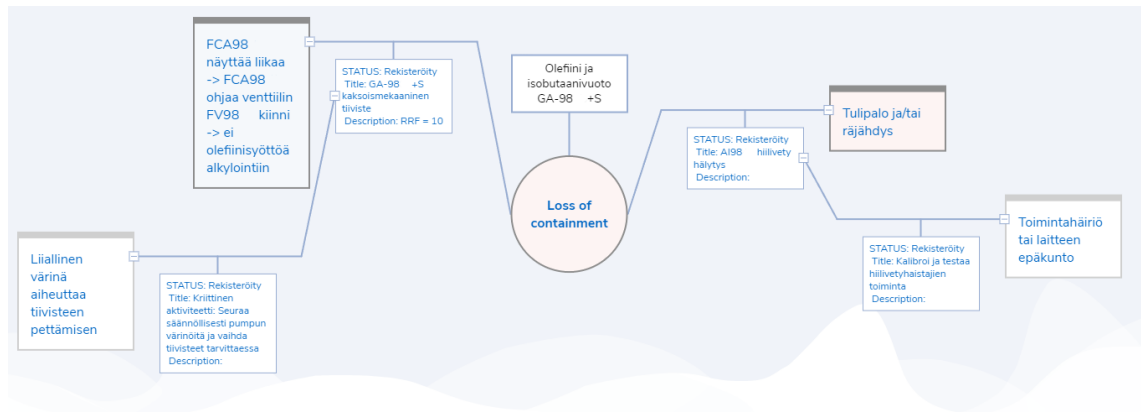 FCA98
näyttää liikaa
-> FCA98
ohjaa venttiilin
FV98 kiinni
-> ei
olefiinisyöttöä
alkylointiin
STATUS: Rekisteröity
Title: GA-98 +S
kaksoismekaaninen
tiiviste
Description: RRF = 10
Olefiini ja
isobutaanivuoto
GA-98 +S
Loss of
containment
STATUS: Rekisteröity
Title: AI98 hiilivety
hälytys
Description:
Tulipalo ja/tai
räjähdys
Liiallinen
värinä
aiheuttaa
tiivisteen
pettämisen
STATUS: Rekisteröity
Title: Kriittinen
aktiviteetti: Seuraa
säännöllisesti pumpun
värinöitä ja vaihda
tiivisteet tarvittaessa
Description:
STATUS: Rekisteröity
Title: Kalibroi ja testaa
hiilivetyhaistajien
toiminta
Description:
Toimintahäiriö
tai laitteen
epäkunto